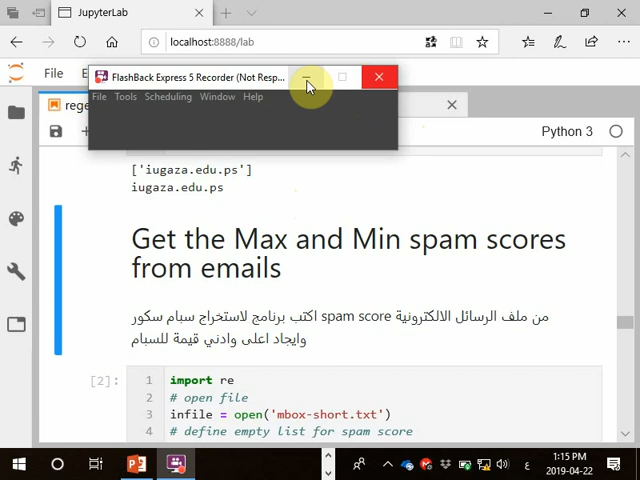 JupyterLab
localhost:8888/lab
FlashBack Express 5 Recorder (Not Resp...
File Tools Scheduling Window Help
File
Python 3
['iugaza.edu.ps']
iugaza.edu.ps
Get the Max and Min spam scores
from emails
من ملف الرسائل الالكترونية spam score اكتب برنامج لاستخراج سبام سكور
وايجاد اعلى وادني قيمة للسبام
[2]:
1 import re
2 # open file
3 infile = open('mbox-short.txt')
4 # define empty list for spam score
ع
1:15 PM
2019-04-22